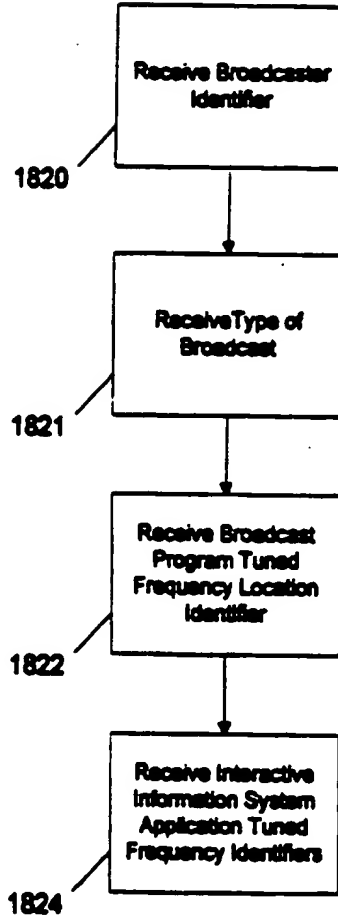 Receive Broadcaster
Identifier
1820
ReceiveType of
Broadcast
1821
Receive Broadcast
Program Tuned
Frequency Location
Identifier
1822
Receive Interactive
Information System
Application Tuned
Frequency Identifiers
1824